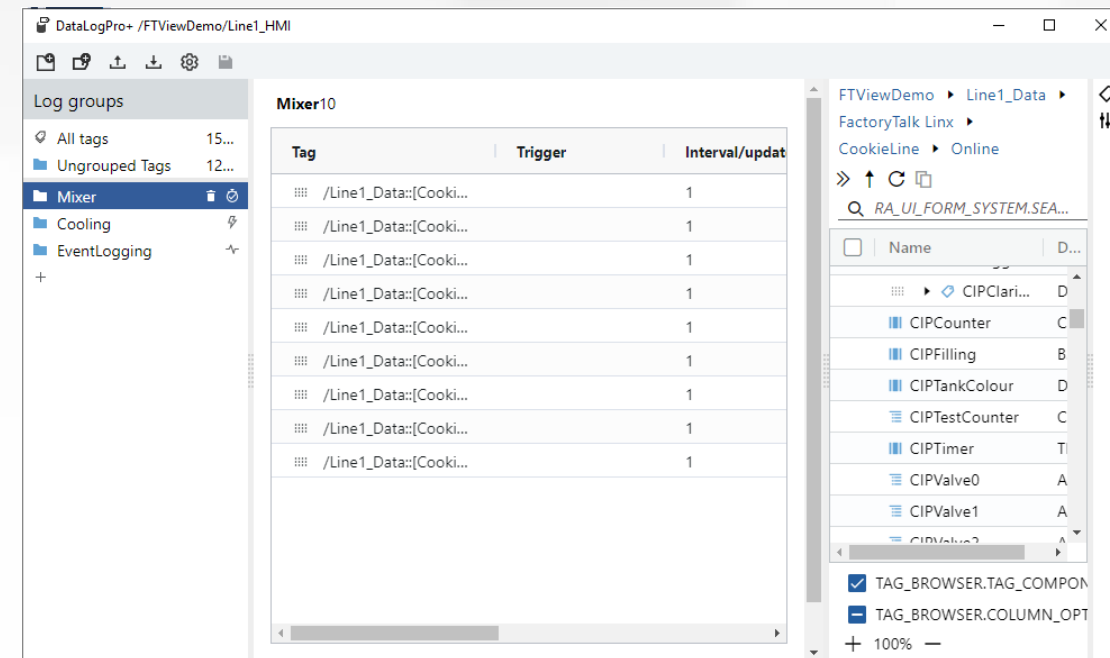 DataLogPro+ /FTViewDemo/Line1_HMI
Log groups
All tags 15...
Ungrouped Tags 12...
Mixer
Cooling
EventLogging
+
Mixer10
Tag Trigger Interval/updat
/Line1_Data::[Cooki... 1
/Line1_Data::[Cooki... 1
/Line1_Data::[Cooki... 1
/Line1_Data::[Cooki... 1
/Line1_Data::[Cooki... 1
/Line1_Data::[Cooki... 1
/Line1_Data::[Cooki... 1
/Line1_Data::[Cooki... 1
/Line1_Data::[Cooki... 1
FTViewDemo Line1_Data
FactoryTalk Linx
CookieLine Online
RA_UI_FORM_SYSTEM.SEA...
Name D...
CIPClari... D
CIPCounter C
CIPFilling B
CIPTankColour D
CIPTestCounter C
CIPTimer TI
CIPValve0 A
CIPValve1 A
CIPValve2 A
TAG_BROWSER.TAG_COMPON
TAG_BROWSER.COLUMN_OPT
+ 100% −